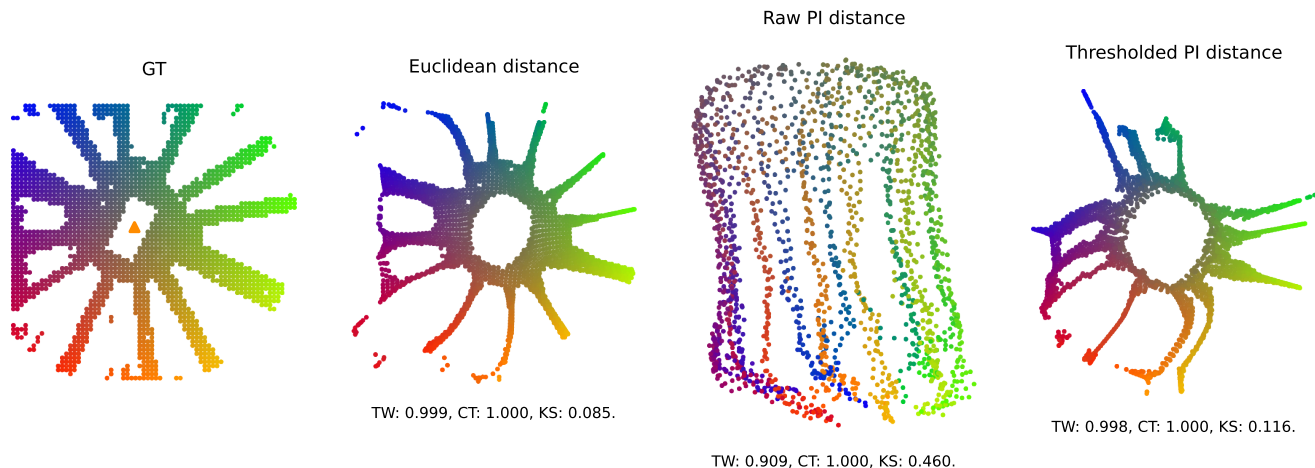 GT
Euclidean distance
Raw PI distance
Thresholded PI distance
TW: 0.999, CT: 1.000, KS: 0.085.
TW: 0.909, CT: 1.000, KS: 0.460.
TW: 0.998, CT: 1.000, KS: 0.116.